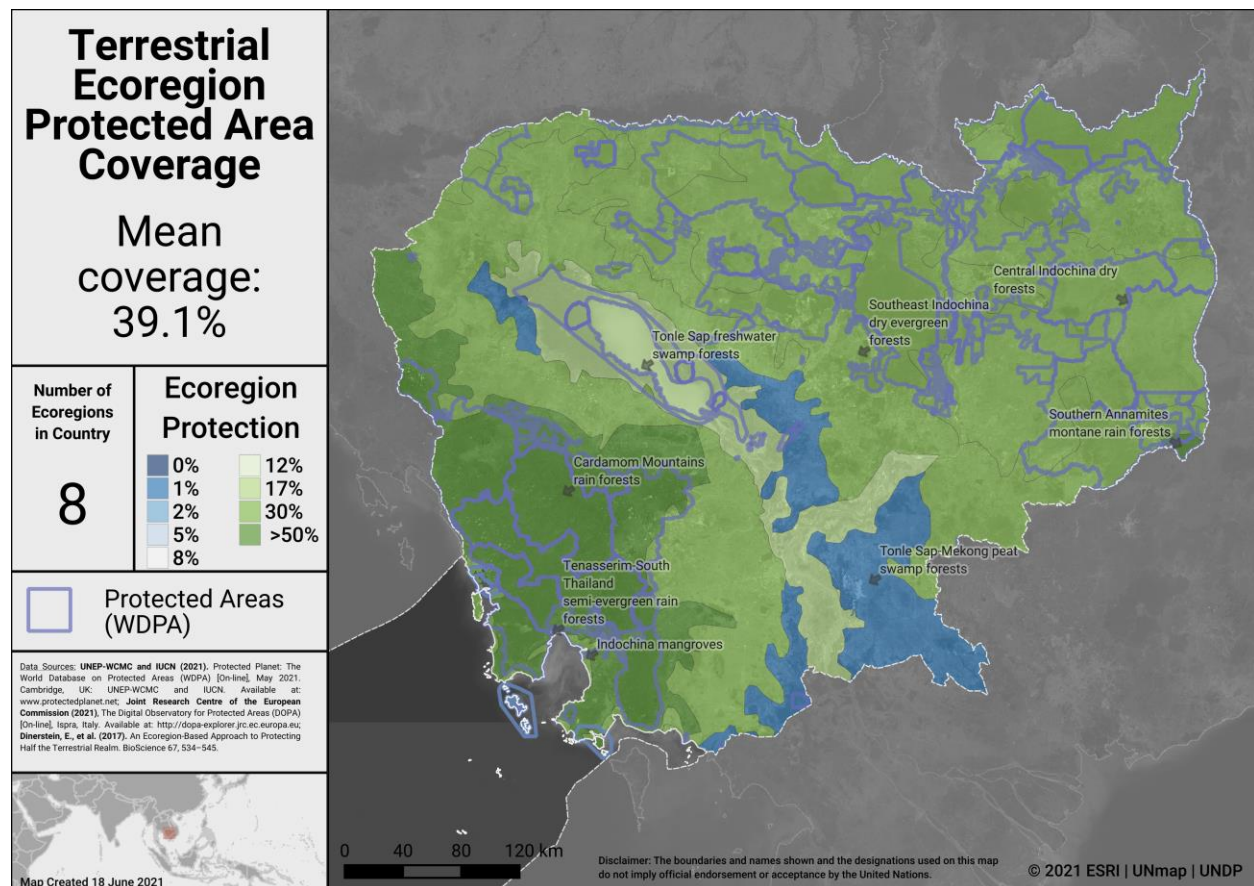 Terrestrial
Ecoregion
Protected Area
Coverage
Mean
coverage:
39.1%
Number of
Ecoregions
in Country
8
Ecoregion
Protection
0%
1%
2%
5%
8%
12%
17%
30%
>50%
Protected Areas
(WDPA)
Data Sources: UNEP-WCMC and IUCN (2021). Protected Planet: The
World Database on Protected Areas (WDPA) [On-line], May 2021.
Cambridge, UK: UNEP-WCMC and IUCN. Available at:
www.protectedplanet.net; Joint Research Centre of the European
Commission (2021), The Digital Observatory for Protected Areas (DOPA)
[On-line], Ispra, Italy. Available at: http://dopa-explorer.jrc.ec.europa.eu;
Dinerstein, E., et al. (2017). An Ecoregion-Based Approach to Protecting
Half the Terrestrial Realm. BioScience 67, 534–545.
Map Created 18 June 2021
Central Indochina dry
forests
Southeast Indochina
dry evergreen
forests
Tonle Sap freshwater
swamp forests
Southern Annamites
montane rain forests
Cardamom Mountains
rain forests
Tonle Sap-Mekong peat
swamp forests
Tenasserim-South
Thailand
semi-evergreen rain
forests
Indochina mangroves
0 40 80 120 km
Disclaimer: The boundaries and names shown and the designations used on this map
do not imply official endorsement or acceptance by the United Nations.
© 2021 ESRI | UNmap | UNDP